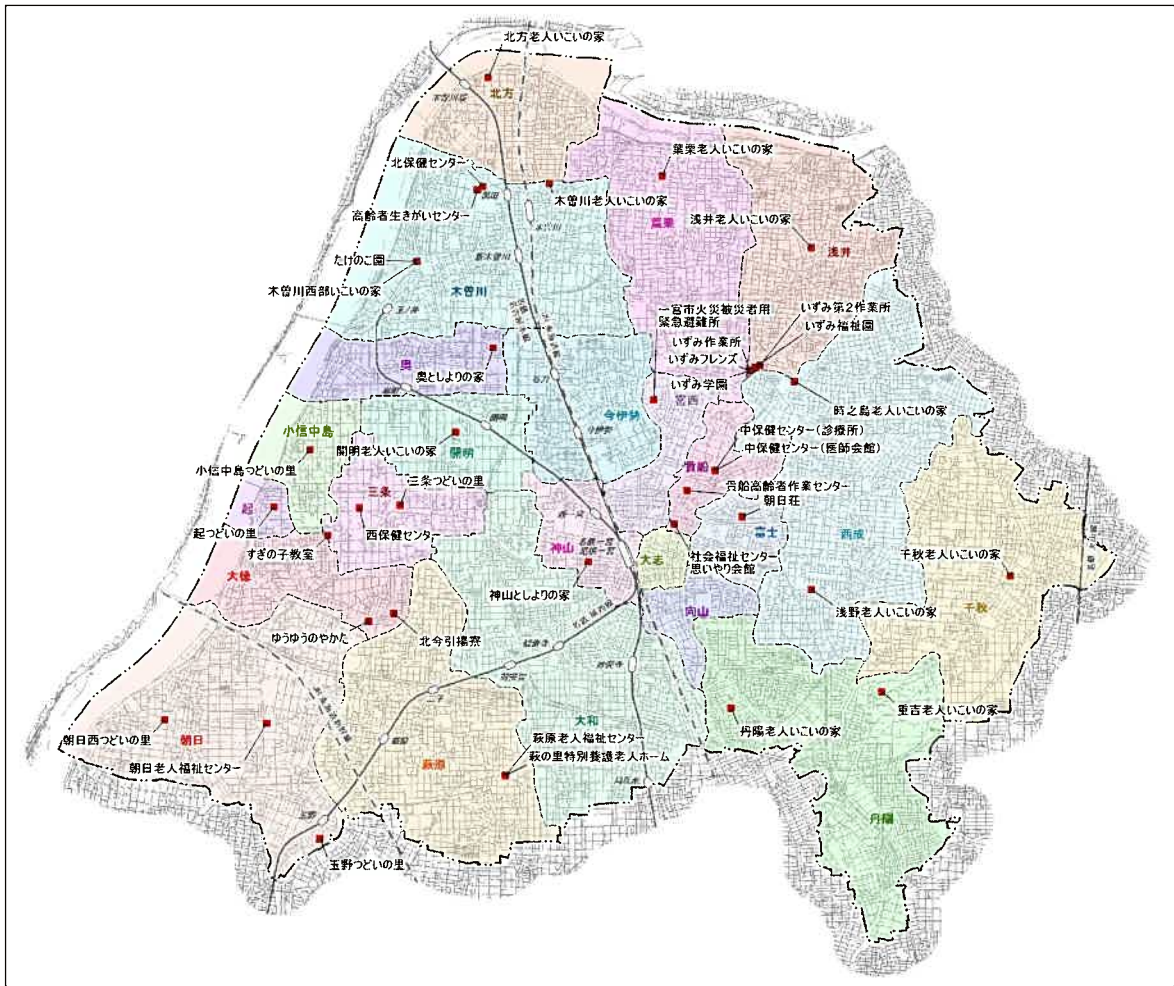 北方老人いこいの家
北方
葉栗老人いこいの家
北保健センター
木曽川老人いこいの家
高齢者生きがいセンター
葉栗
浅井老人いこいの家
浅井
たけのこ園
木曽川西部いこいの家
木曽川
新木曽川
玉ノ井
一宮市火災被災者用
緊急避難所
いずみ第2作業所
いずみ福祉園
いずみ作業所
いずみフレンズ
いずみ学園
宮西
奥
奥としよりの家
時之島老人いこいの家
今伊勢
小信中島
開明
開明老人いこいの家
中保健センター(診療所)
中保健センター(医師会館)
貴船
小信中島つどいの里
三条つどいの里
三条
貴船高齢者作業センター
朝日荘
起
起つどいの里
西保健センタ
富士
西成
すぎの子教室
社会福祉センター
思いやり会館
大志
神山
千秋老人いこいの家
大徳
神山としよりの家
浅野老人いこいの家
千秋
向山
ゆうゆうのやかた
北今引揚寮
重吉老人いこいの家
朝日西つどいの里
朝日
大和
丹陽老人いこいの家
萩原老人福祉センター
萩の里特別養護老人ホーム
朝日老人福祉センター
萩原
丹陽
玉野つどいの里